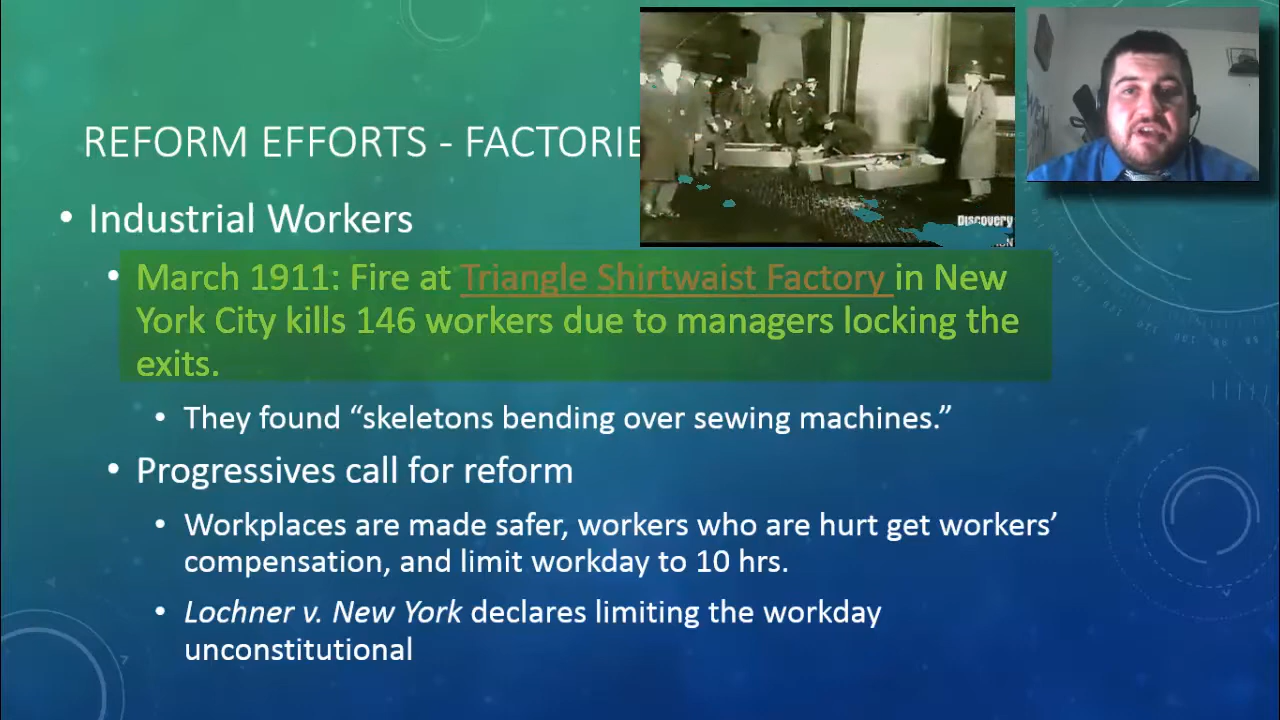 REFORM EFFORTS - FACTORIE
• Industrial Workers
Discovery
• March 1911: Fire at Triangle Shirtwaist Factory in New
York City kills 146 workers due to managers locking the
exits.
• They found “skeletons bending over sewing machines.”
• Progressives call for reform
• Workplaces are made safer, workers who are hurt get workers’
compensation, and limit workday to 10 hrs.
• Lochner v. New York declares limiting the workday
unconstitutional